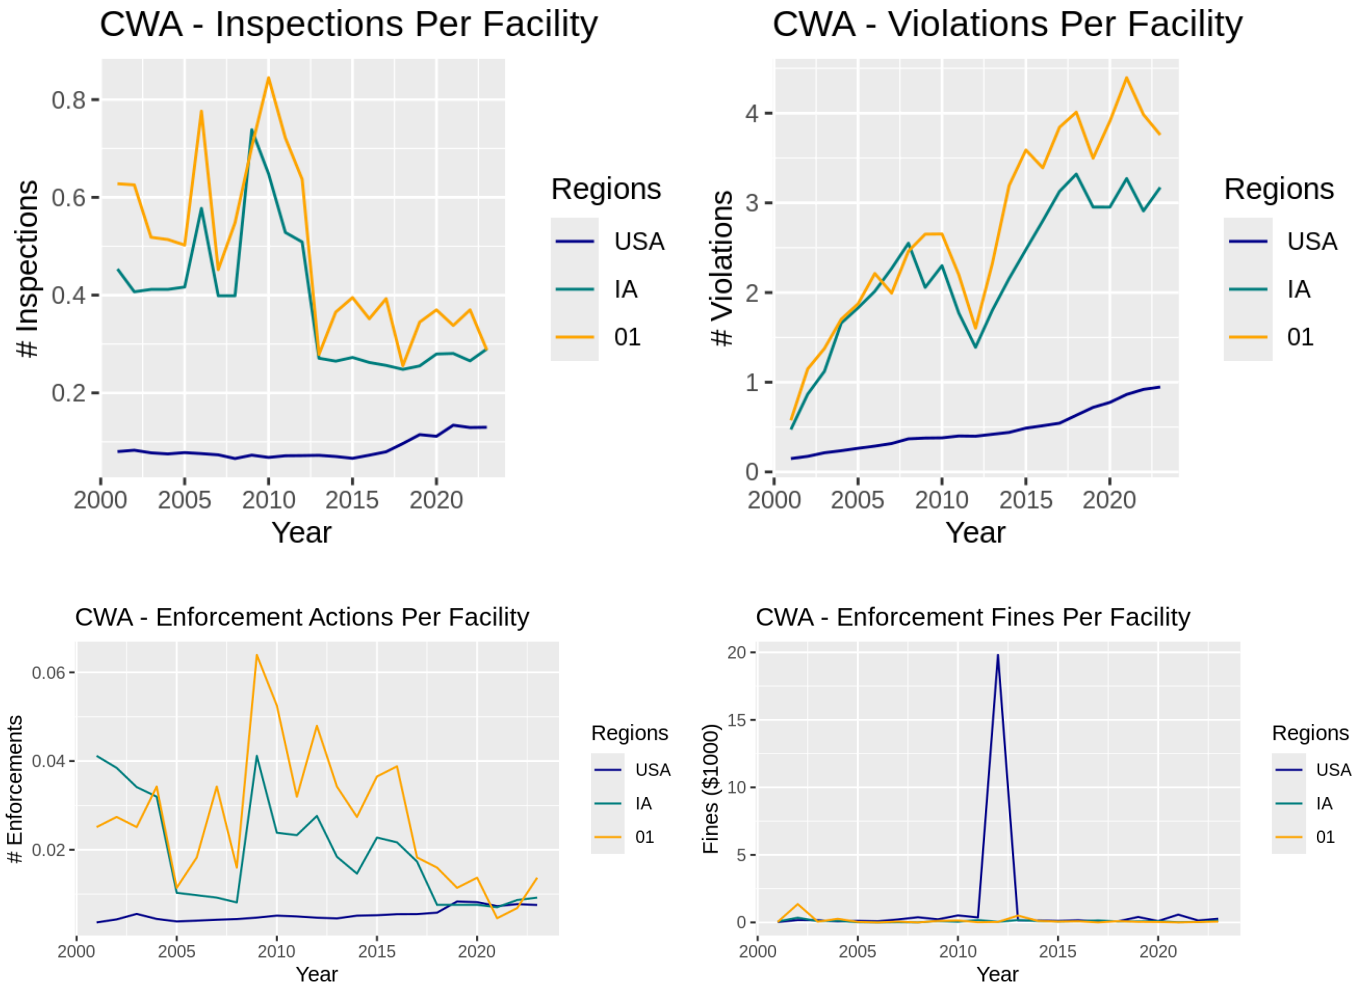 CWA - Inspections Per Facility
# Inspections
0.8
0.6
0.4
0.2
2000 2005 2010 2015 2020
Year
Regions
USA
IA
01
CWA - Violations Per Facility
# Violations
4
3
2
1
0
2000 2005 2010 2015 2020
Year
Regions
USA
IA
01
CWA - Enforcement Actions Per Facility
# Enforcements
0.06
0.04
0.02
2000 2005 2010 2015 2020
Year
Regions
USA
IA
01
CWA - Enforcement Fines Per Facility
Fines ($1000)
20
15
10
5
0
2000 2005 2010 2015 2020
Year
Regions
USA
IA
01